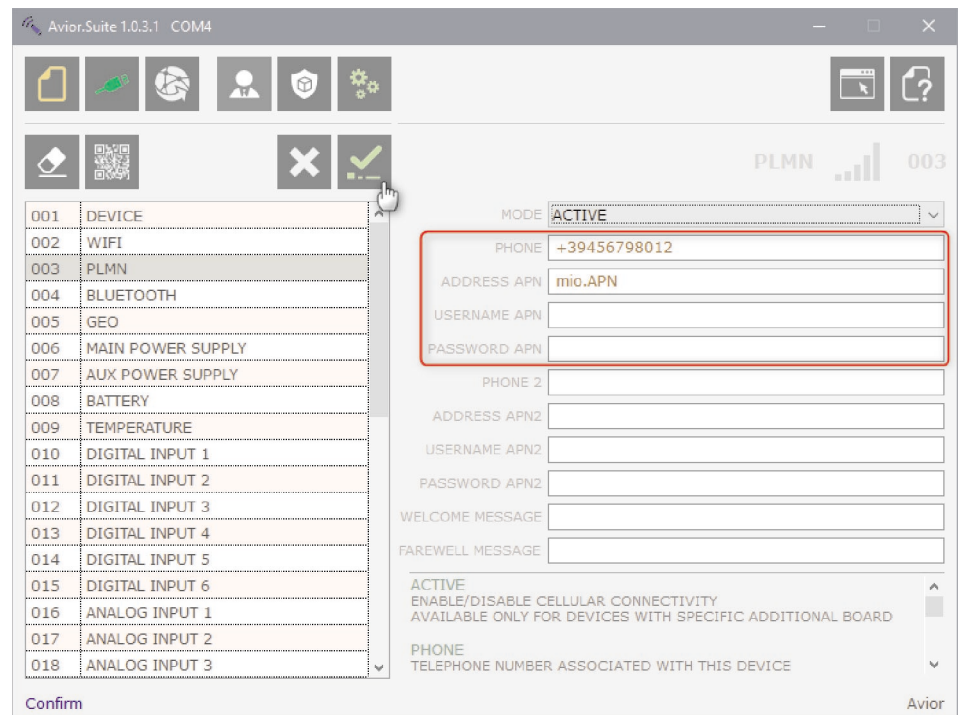 Avior.Suite 1.0.3.1 COM4
PLMN 003
001 DEVICE
002 WIFI
003 PLMN
004 BLUETOOTH
005 GEO
006 MAIN POWER SUPPLY
007 AUX POWER SUPPLY
008 BATTERY
009 TEMPERATURE
010 DIGITAL INPUT 1
011 DIGITAL INPUT 2
012 DIGITAL INPUT 3
013 DIGITAL INPUT 4
014 DIGITAL INPUT 5
015 DIGITAL INPUT 6
016 ANALOG INPUT 1
017 ANALOG INPUT 2
018 ANALOG INPUT 3
MODE ACTIVE
PHONE +39456798012
ADDRESS APN mio.APN
USERNAME APN
PASSWORD APN
PHONE 2
ADDRESS APN2
USERNAME APN2
PASSWORD APN2
WELCOME MESSAGE
FAREWELL MESSAGE
ACTIVE
ENABLE/DISABLE CELLULAR CONNECTIVITY
AVAILABLE ONLY FOR DEVICES WITH SPECIFIC ADDITIONAL BOARD
PHONE
TELEPHONE NUMBER ASSOCIATED WITH THIS DEVICE
Confirm
Avior